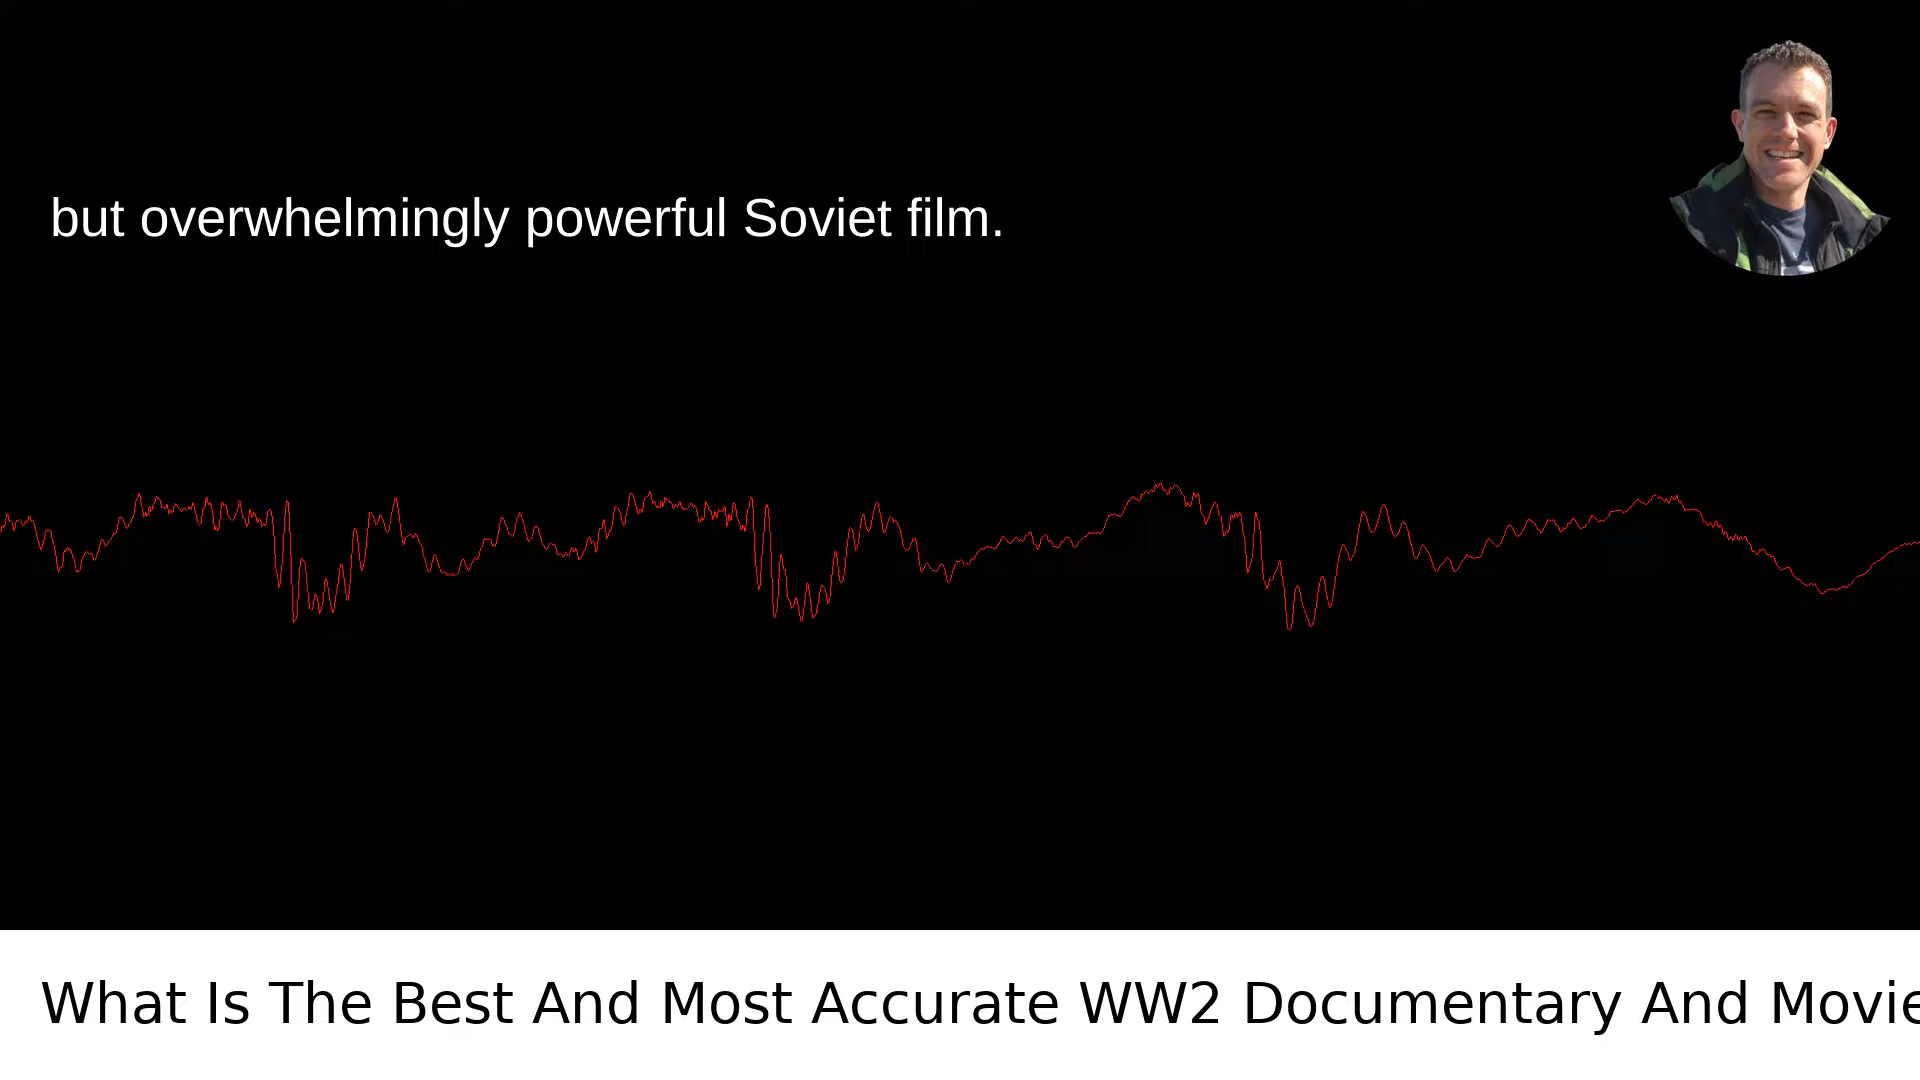 but overwhelmingly powerful Soviet film.
What Is The Best And Most Accurate WW2 Documentary And Movie